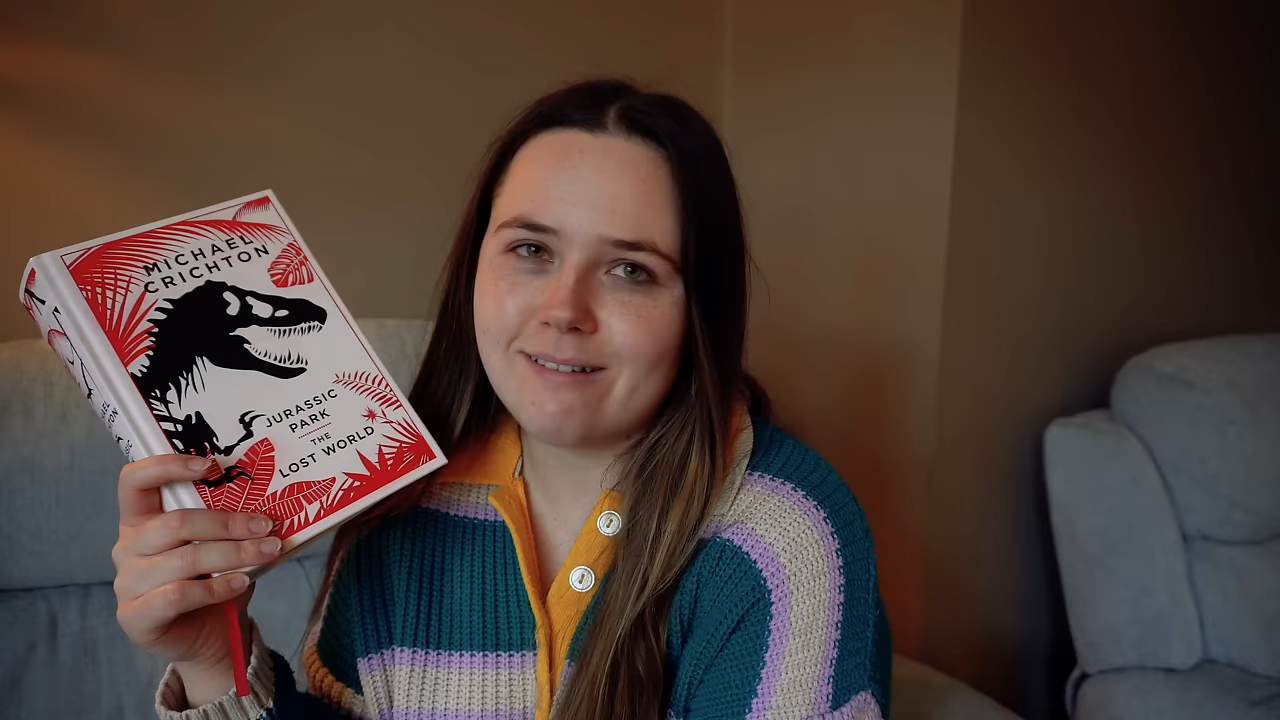 MICHAEL
CRICHTON
JURASSIC
PARK
THE
LOST WORLD